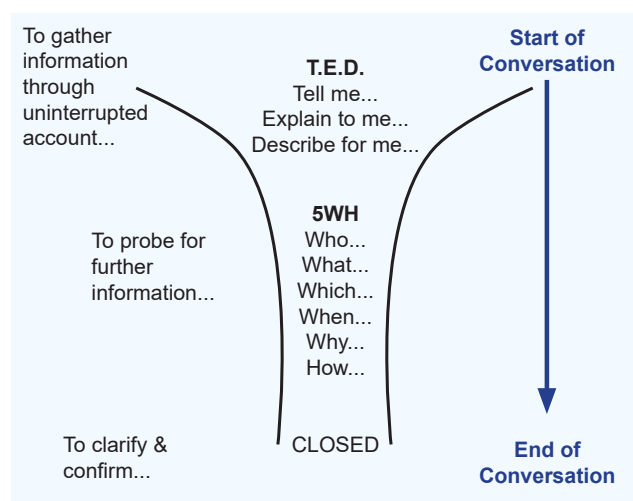 To gather
information
through
uninterrupted
account...
T.E.D.
Tell me...
Explain to me...
Describe for me...
Start of
Conversation
To probe for
further
information...
5WH
Who...
What...
Which...
When...
Why...
How...
To clarify &
confirm...
CLOSED
End of
Conversation